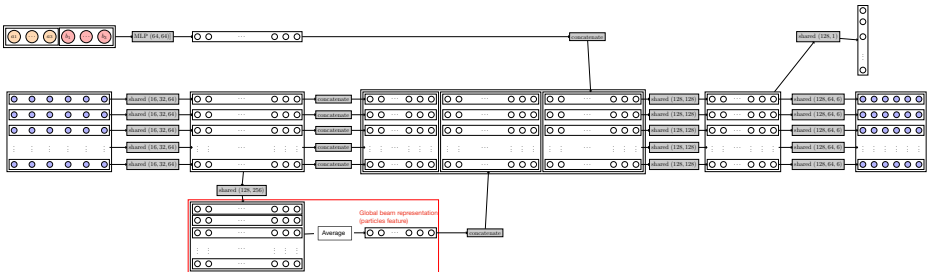 a₁ ⋯ a₂ b₁ ⋯ b₂ MLP (64, 64)] ⋯ concatenate shared (128, 1)
⋮
shared (16, 32, 64) ⋯ concatenate ⋯ ⋯ ⋯ shared (128, 128) ⋯ shared (128, 64, 6)
shared (16, 32, 64) concatenate shared (128, 128) shared (128, 64, 6)
shared (16, 32, 64) ⋯ concatenate ⋯ ⋯ ⋯ shared (128, 128) ⋯ shared (128, 64, 6)
shared (16, 32, 64) concatenate shared (128, 128) shared (128, 64, 6)
shared (16, 32, 64) ⋯ concatenate ⋯ ⋯ ⋯ shared (128, 128) ⋯ shared (128, 64, 6)
shared (128, 256)
Global beam representation
(particles feature)
Average
concatenate